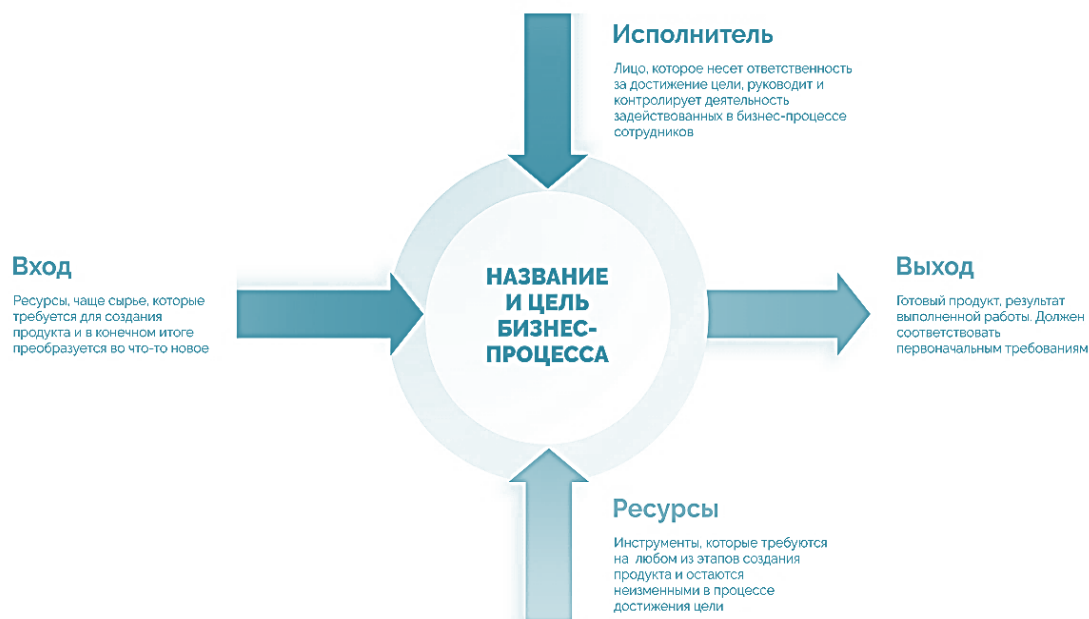 Исполнитель
Лицо, которое несет ответственность
за достижение цели, руководит и
контролирует деятельность
задействованных в бизнес-процессе
сотрудников
Вход
Ресурсы, чаще сырье, которые
требуется для создания
продукта и в конечном итоге
преобразуется во что-то новое
НАЗВАНИЕ
И ЦЕЛЬ
БИЗНЕС-
ПРОЦЕССА
Выход
Готовый продукт, результат
выполненной работы. Должен
соответствовать
первоначальным требованиям
Ресурсы
Инструменты, которые требуются
на любом из этапов создания
продукта и остаются
неизменными в процессе
достижения цели